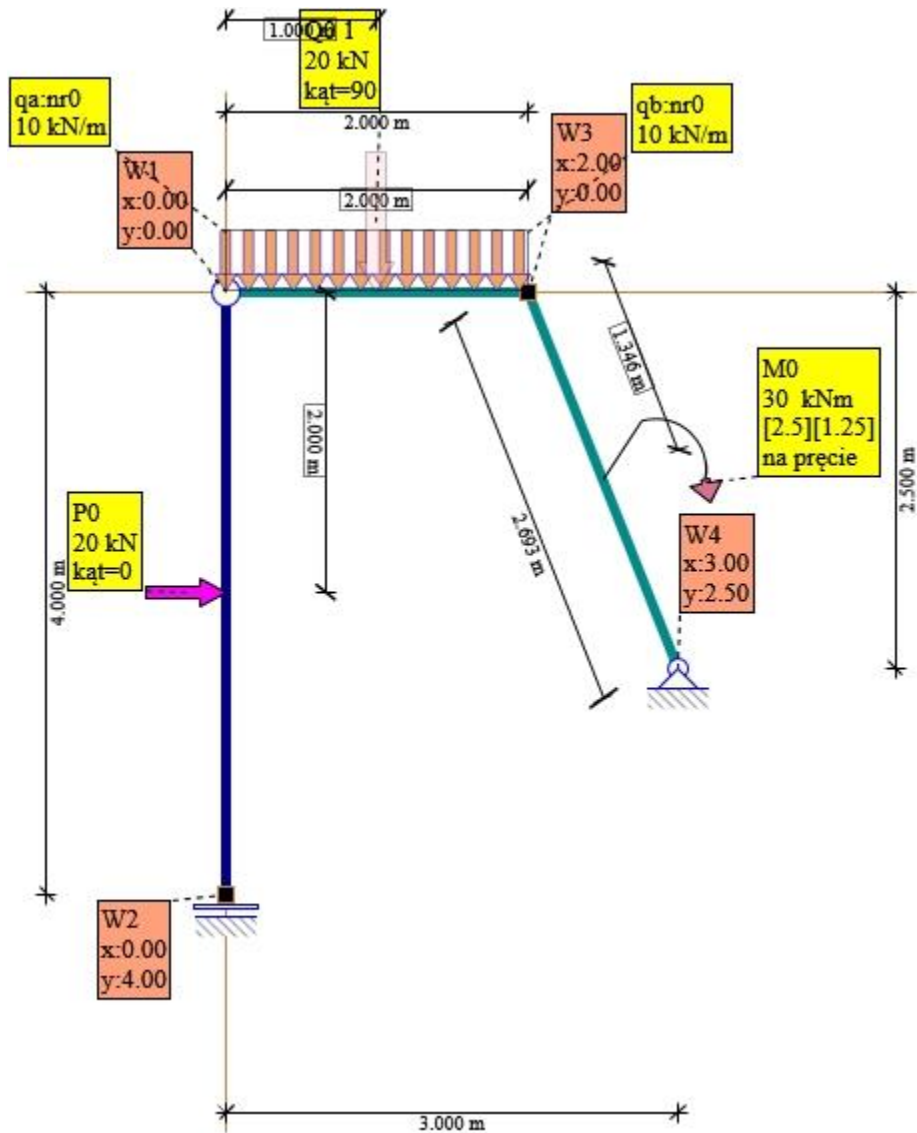 1.000 m
Q0 1
20 kN
kąt=90
qa:nr0
10 kN/m
2.000 m
W3
x:2.00
y:0.00
qb:nr0
10 kN/m
W1
x:0.00
y:0.00
2.000 m
1.346 m
M0
30 kNm
[2.5][1.25]
na pręcie
2.000 m
2.500 m
P0
20 kN
kąt=0
4.000 m
2.693 m
W4
x:3.00
y:2.50
W2
x:0.00
y:4.00
3.000 m